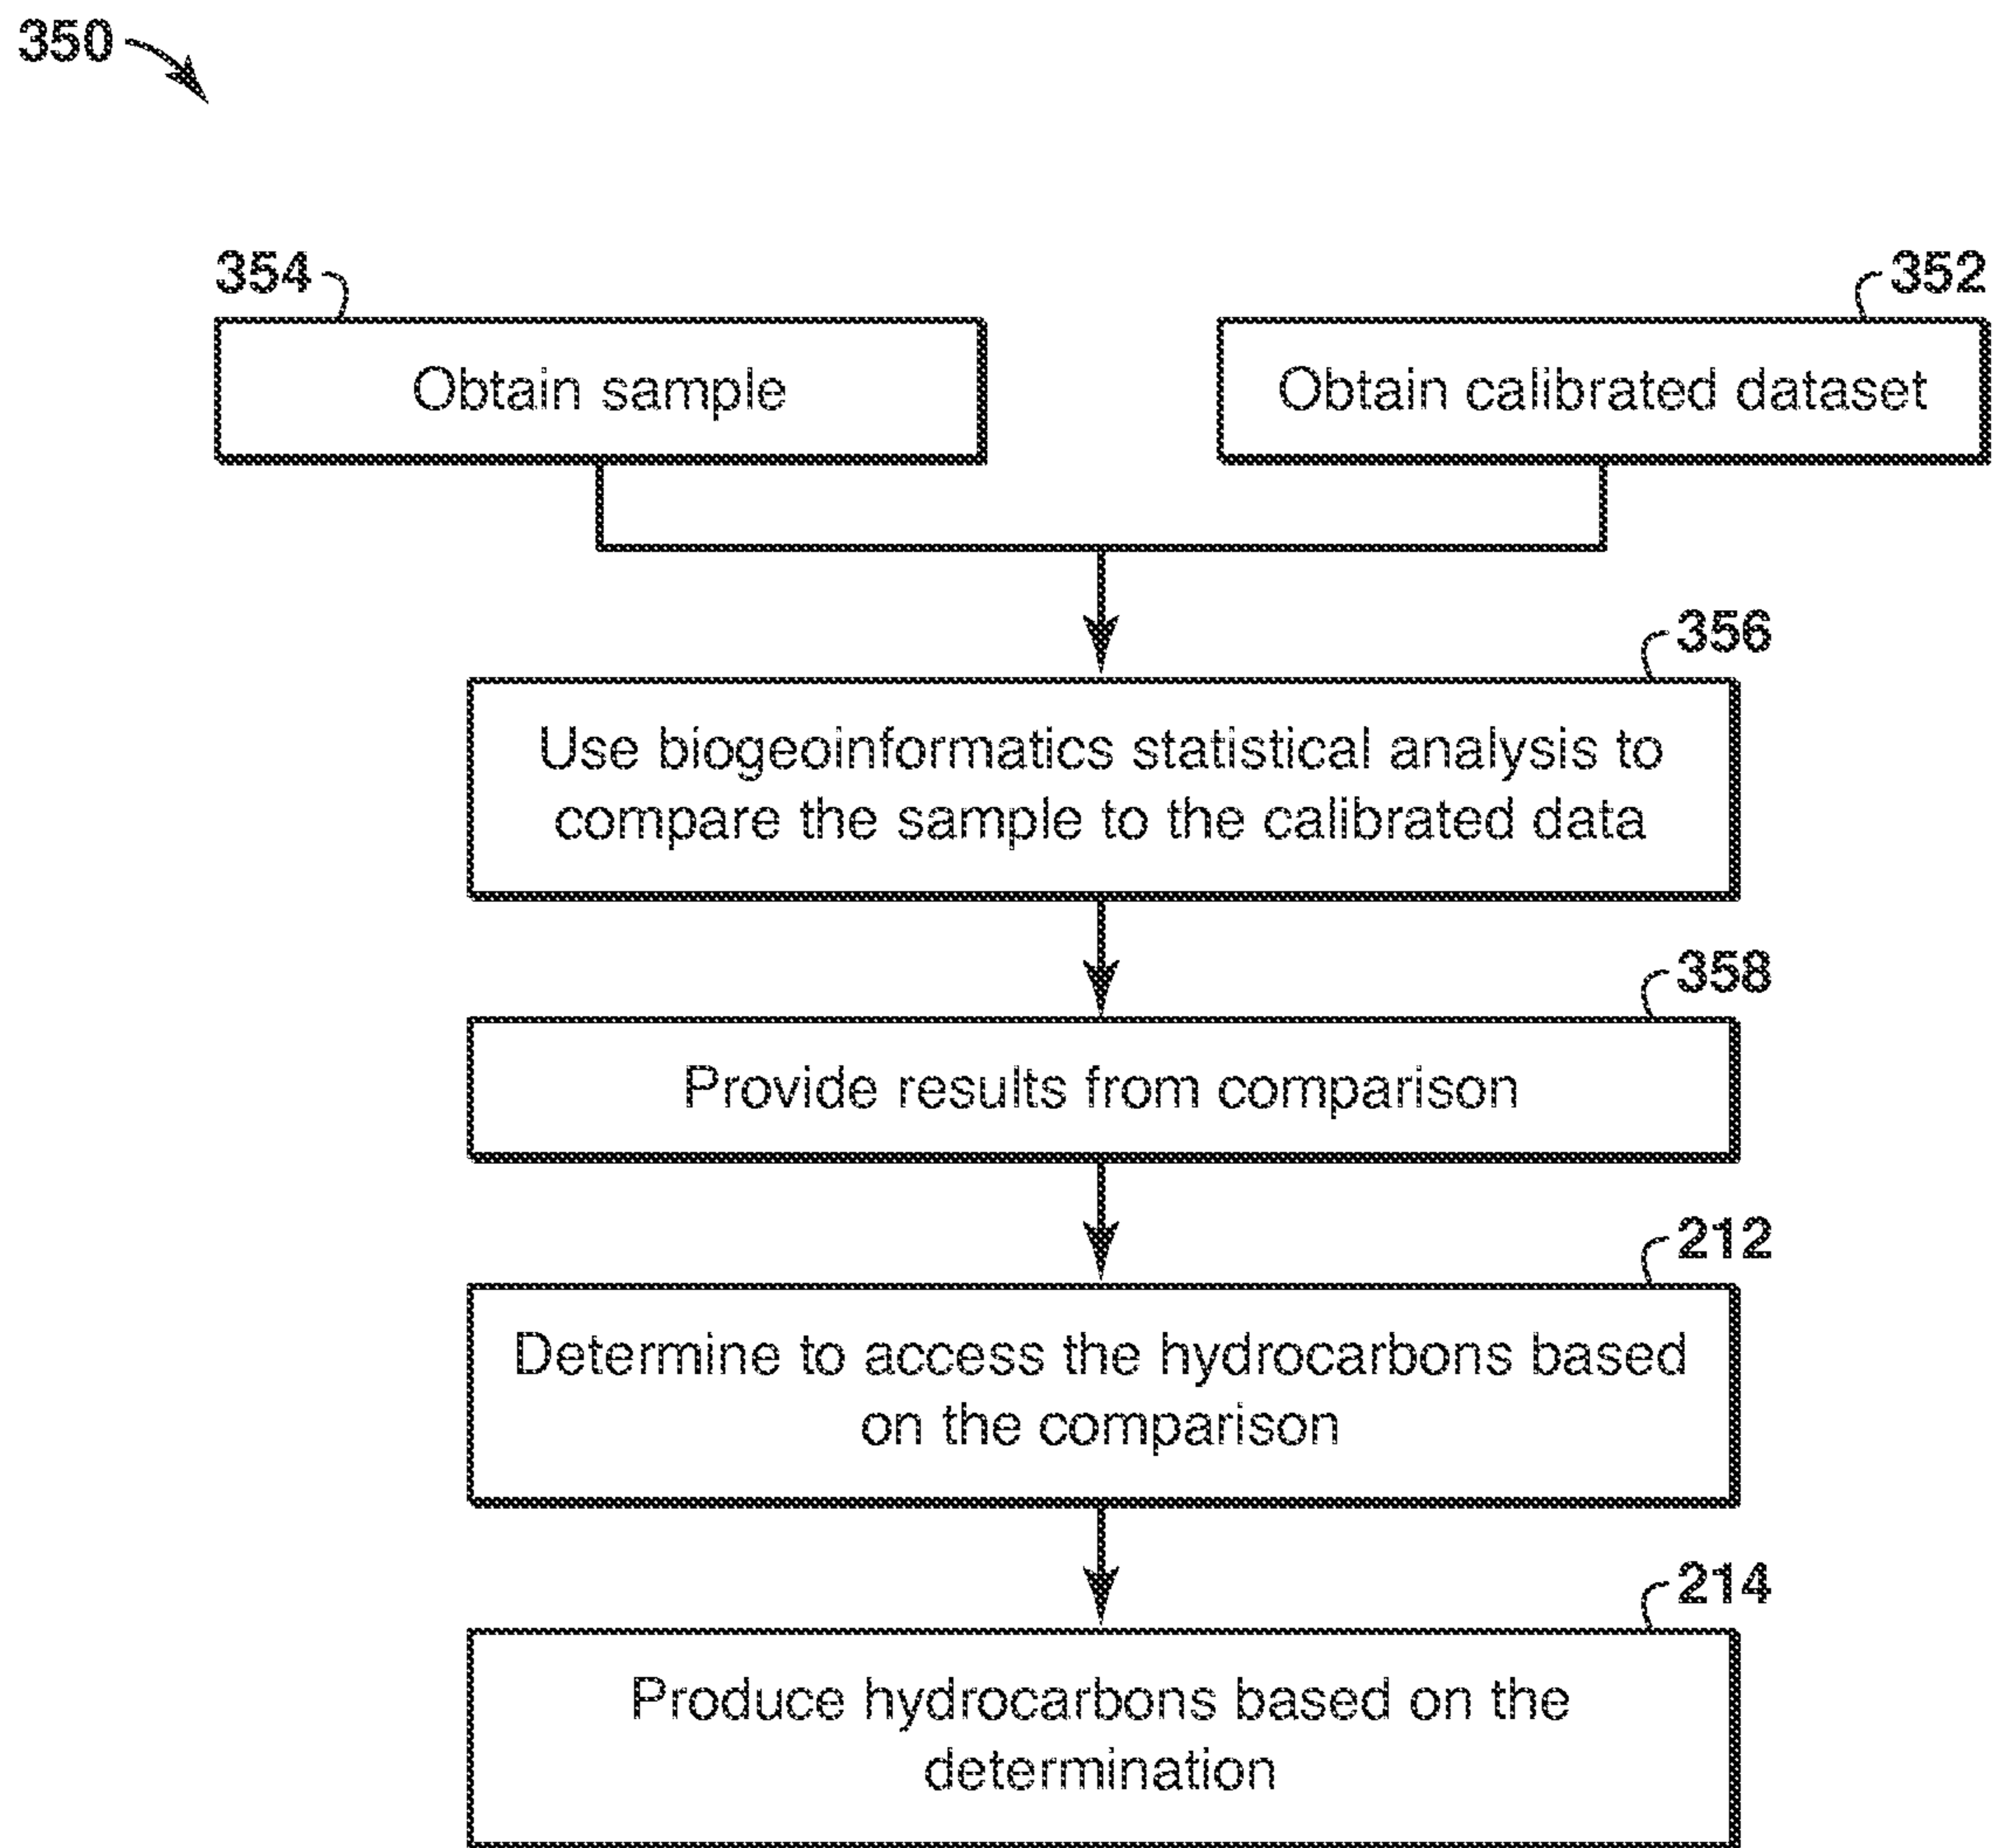 350
354
352
Obtain sample
Obtain calibrated dataset
356
Use biogeoinformatics statistical analysis to
compare the sample to the calibrated data
358
Provide results from comparison
212
Determine to access the hydrocarbons based
on the comparison
214
Produce hydrocarbons based on the
determination